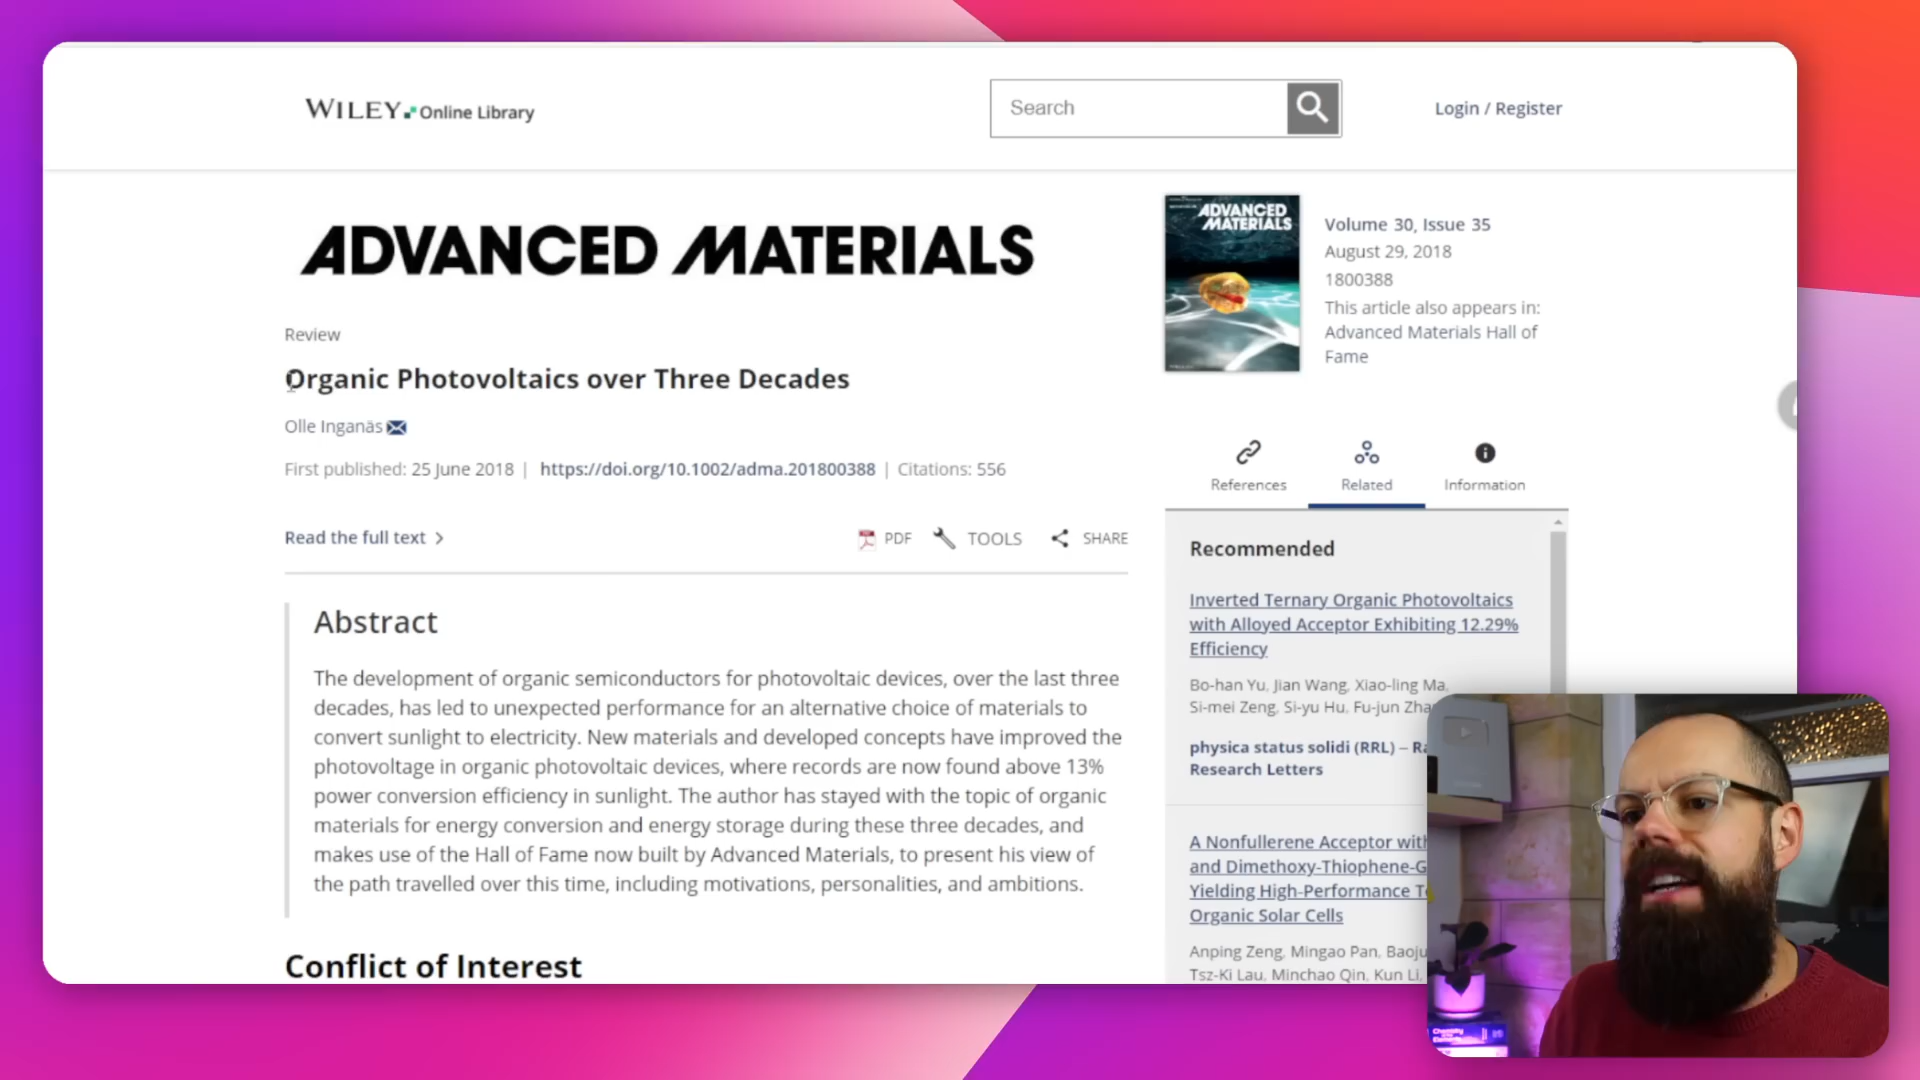 WILEY Online Library
Search
Login / Register
ADVANCED MATERIALS
ADVANCED
MATERIALS
Volume 30, Issue 35
August 29, 2018
1800388
This article also appears in:
Advanced Materials Hall of
Fame
Review
Organic Photovoltaics over Three Decades
Olle Inganäs
First published: 25 June 2018 | https://doi.org/10.1002/adma.201800388 | Citations: 556
References
Related
Information
Read the full text
PDF
TOOLS
SHARE
Abstract
The development of organic semiconductors for photovoltaic devices, over the last three
decades, has led to unexpected performance for an alternative choice of materials to
convert sunlight to electricity. New materials and developed concepts have improved the
photovoltage in organic photovoltaic devices, where records are now found above 13%
power conversion efficiency in sunlight. The author has stayed with the topic of organic
materials for energy conversion and energy storage during these three decades, and
makes use of the Hall of Fame now built by Advanced Materials, to present his view of
the path travelled over this time, including motivations, personalities, and ambitions.
Conflict of Interest
Recommended
Inverted Ternary Organic Photovoltaics
with Alloyed Acceptor Exhibiting 12.29%
Efficiency
Bo-han Yu, Jian Wang, Xiao-ling Ma,
Si-mei Zeng, Si-yu Hu, Fu-jun Zha
physica status solidi (RRL) – Ra
Research Letters
A Nonfullerene Acceptor with
and Dimethoxy-Thiophene-G
Yielding High-Performance Te
Organic Solar Cells
Anping Zeng, Mingao Pan, Baoju
Tsz-Ki Lau, Minchao Qin, Kun Li,
Chemistry